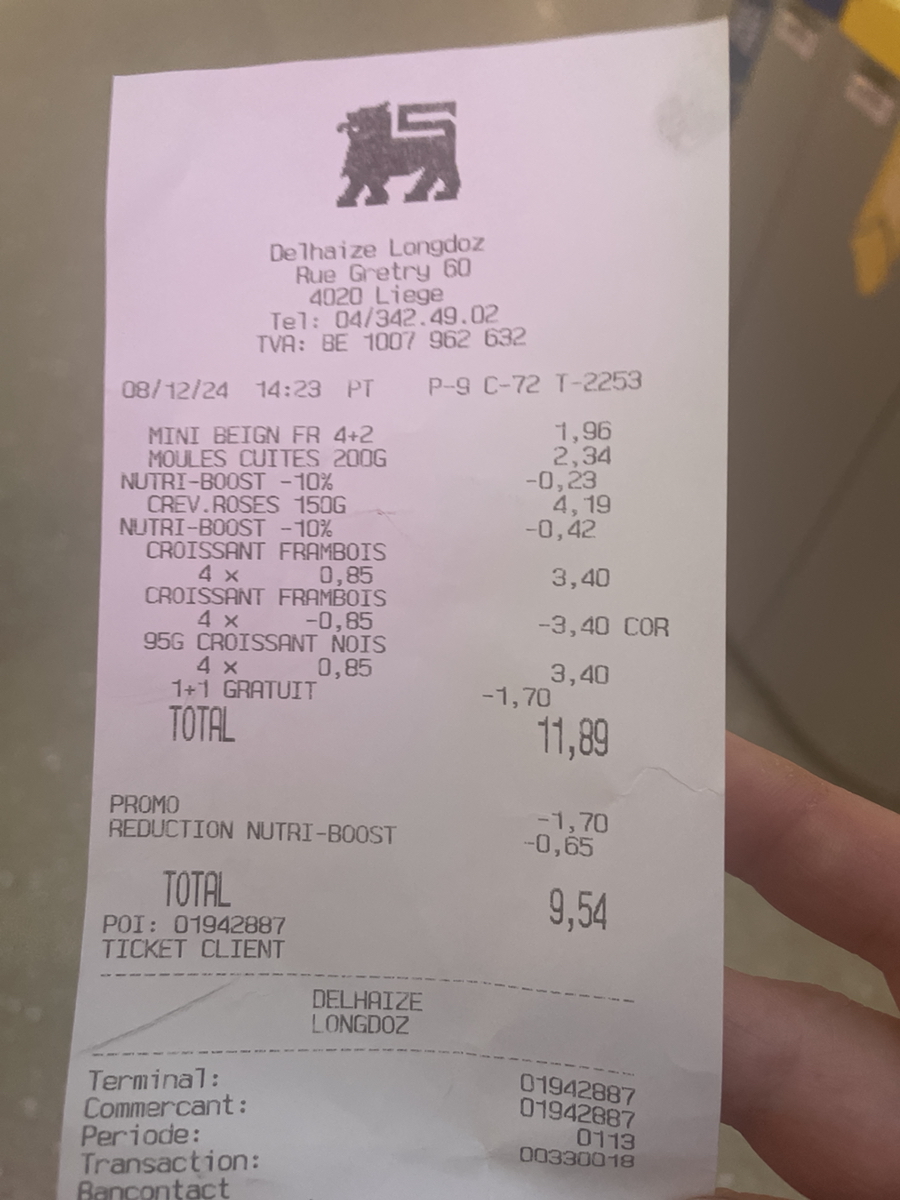 Delhaize Longdoz
Rue Gretry 60
4020 Liege
Tel: 04/342.49.02
TVA: BE 1007 962 632
08/12/24 14:23 PT P-9 C-72 T-2253
MINI BEIGN FR 4+2 1,96
MOULES CUITES 200G 2,34
NUTRI-BOOST -10% -0,23
CREV.ROSES 150G 4,19
NUTRI-BOOST -10% -0,42
CROISSANT FRAMBOIS
4 x 0,85 3,40
CROISSANT FRAMBOIS
4 x -0,85 -3,40 COR
95G CROISSANT NOIS
4 x 0,85 3,40
1+1 GRATUIT -1,70
TOTAL 11,89
PROMO -1,70
REDUCTION NUTRI-BOOST -0,65
TOTAL 9,54
POI: 01942887
TICKET CLIENT
DELHAIZE
LONGDOZ
Terminal: 01942887
Commercant: 01942887
Periode: 0113
Transaction: 00330018
Bancontact